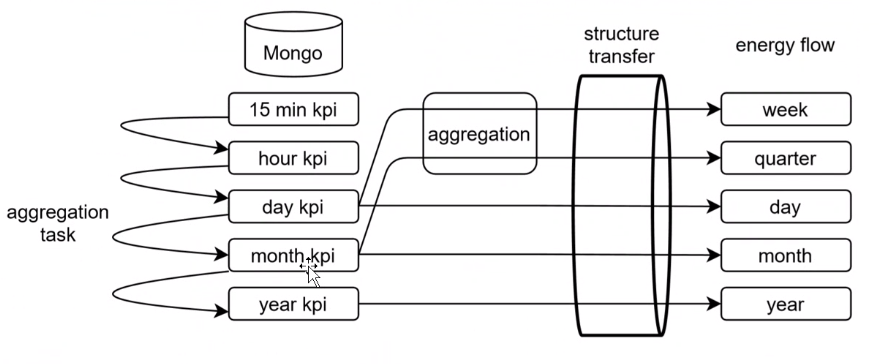 structure
transfer
energy flow
Mongo
15 min kpi
hour kpi
day kpi
month kpi
year kpi
aggregation
task
aggregation
week
quarter
day
month
year